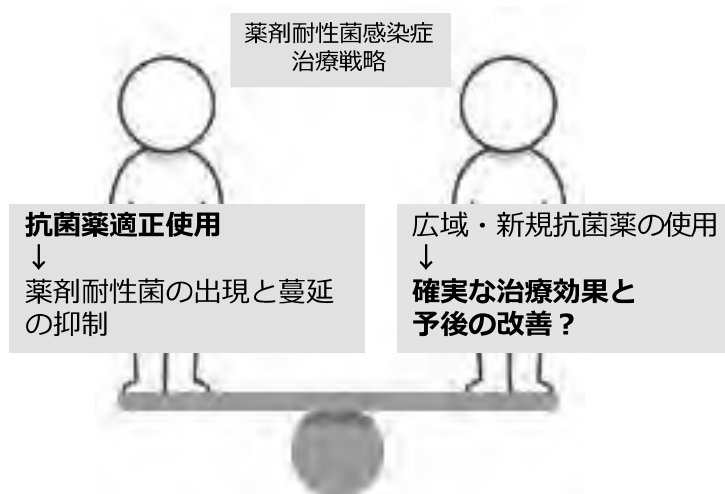 薬剤耐性菌感染症
治療戦略
抗菌薬適正使用
↓
薬剤耐性菌の出現と蔓延
の抑制
広域・新規抗菌薬の使用
↓
確実な治療効果と
予後の改善？